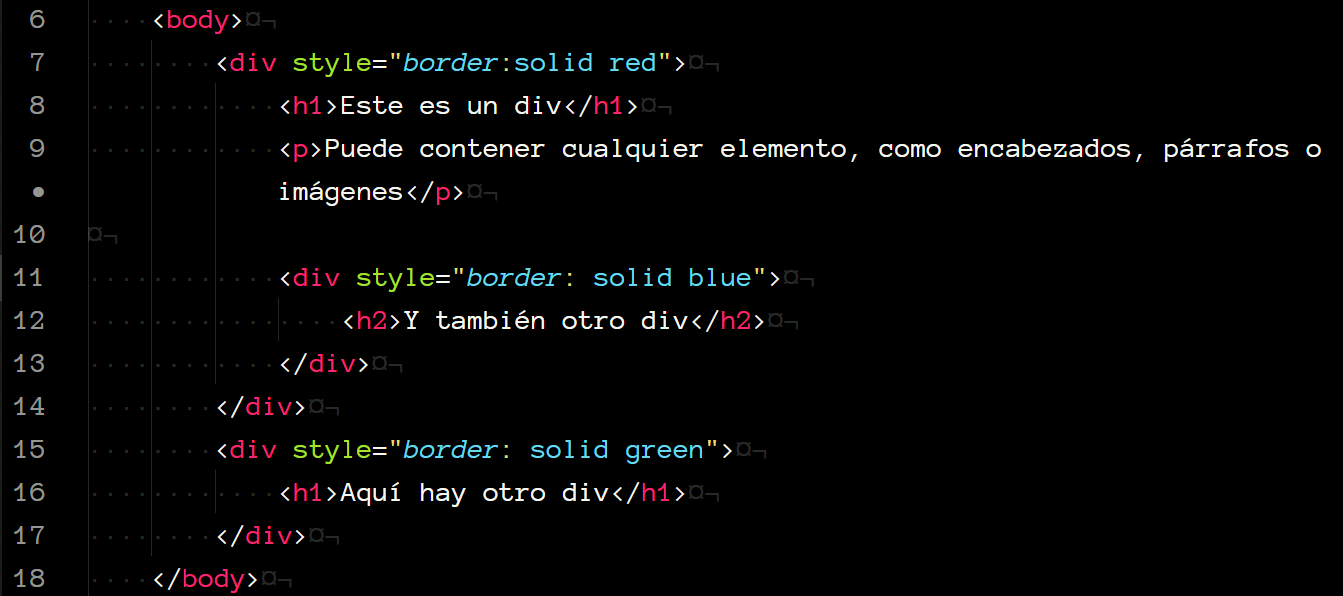 6 <body>¤¬
7 <div style="border:solid red">¤¬
8 <h1>Este es un div</h1>¤¬
9 <p>Puede contener cualquier elemento, como encabezados, párrafos o
• imágenes</p>¤¬
10 ¤¬
11 <div style="border: solid blue">¤¬
12 <h2>Y también otro div</h2>¤¬
13 </div>¤¬
14 </div>¤¬
15 <div style="border: solid green">¤¬
16 <h1>Aquí hay otro div</h1>¤¬
17 </div>¤¬
18 </body>¤¬